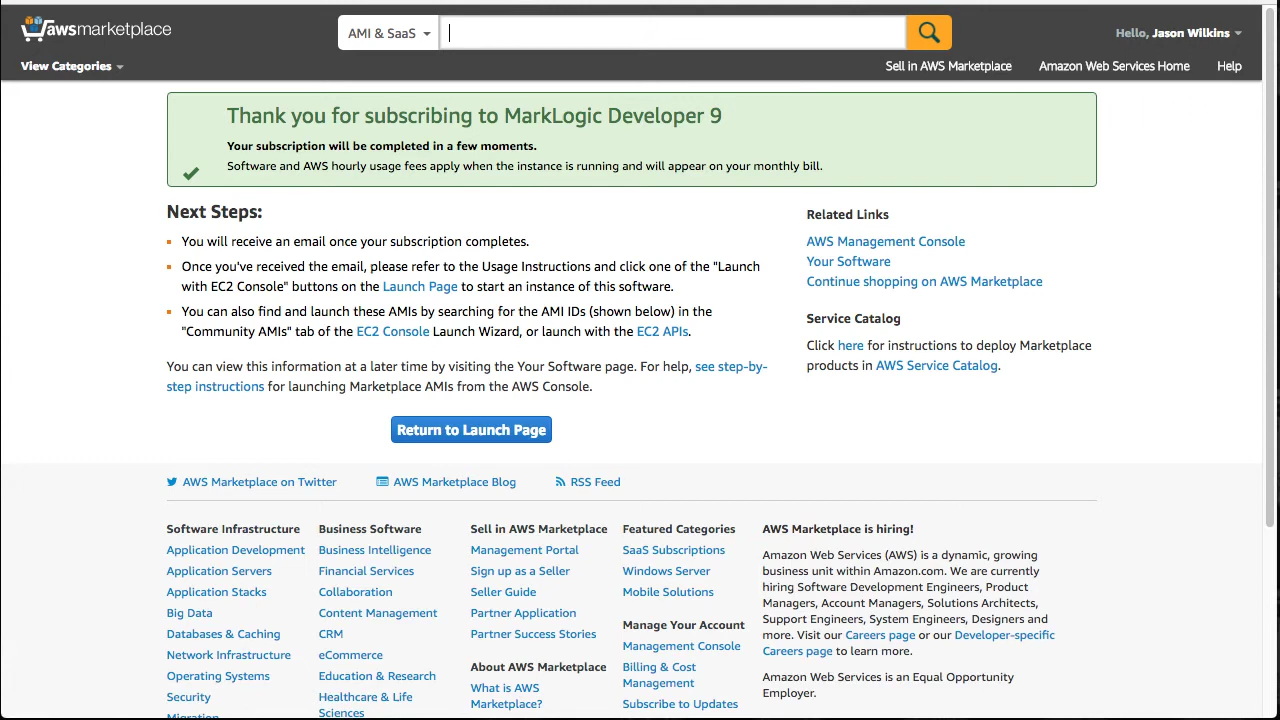 awsmarketplace
AMI & SaaS
Hello, Jason Wilkins
View Categories
Sell in AWS Marketplace
Amazon Web Services Home
Help
Thank you for subscribing to MarkLogic Developer 9
Your subscription will be completed in a few moments.
Software and AWS hourly usage fees apply when the instance is running and will appear on your monthly bill.
Next Steps:
You will receive an email once your subscription completes.
Once you've received the email, please refer to the Usage Instructions and click one of the "Launch
with EC2 Console" buttons on the Launch Page to start an instance of this software.
You can also find and launch these AMIs by searching for the AMI IDs (shown below) in the
"Community AMIs" tab of the EC2 Console Launch Wizard, or launch with the EC2 APIs.
You can view this information at a later time by visiting the Your Software page. For help, see step-by-
step instructions for launching Marketplace AMIs from the AWS Console.
Return to Launch Page
Related Links
AWS Management Console
Your Software
Continue shopping on AWS Marketplace
Service Catalog
Click here for instructions to deploy Marketplace
products in AWS Service Catalog.
AWS Marketplace on Twitter
AWS Marketplace Blog
RSS Feed
Software Infrastructure
Application Development
Application Servers
Application Stacks
Big Data
Databases & Caching
Network Infrastructure
Operating Systems
Security
Migration
Business Software
Business Intelligence
Financial Services
Collaboration
Content Management
CRM
eCommerce
Education & Research
Healthcare & Life
Sciences
Sell in AWS Marketplace
Management Portal
Sign up as a Seller
Seller Guide
Partner Application
Partner Success Stories
About AWS Marketplace
What is AWS
Marketplace?
Featured Categories
SaaS Subscriptions
Windows Server
Mobile Solutions
Manage Your Account
Management Console
Billing & Cost
Management
Subscribe to Updates
AWS Marketplace is hiring!
Amazon Web Services (AWS) is a dynamic, growing
business unit within Amazon.com. We are currently
hiring Software Development Engineers, Product
Managers, Account Managers, Solutions Architects,
Support Engineers, System Engineers, Designers and
more. Visit our Careers page or our Developer-specific
Careers page to learn more.
Amazon Web Services is an Equal Opportunity
Employer.